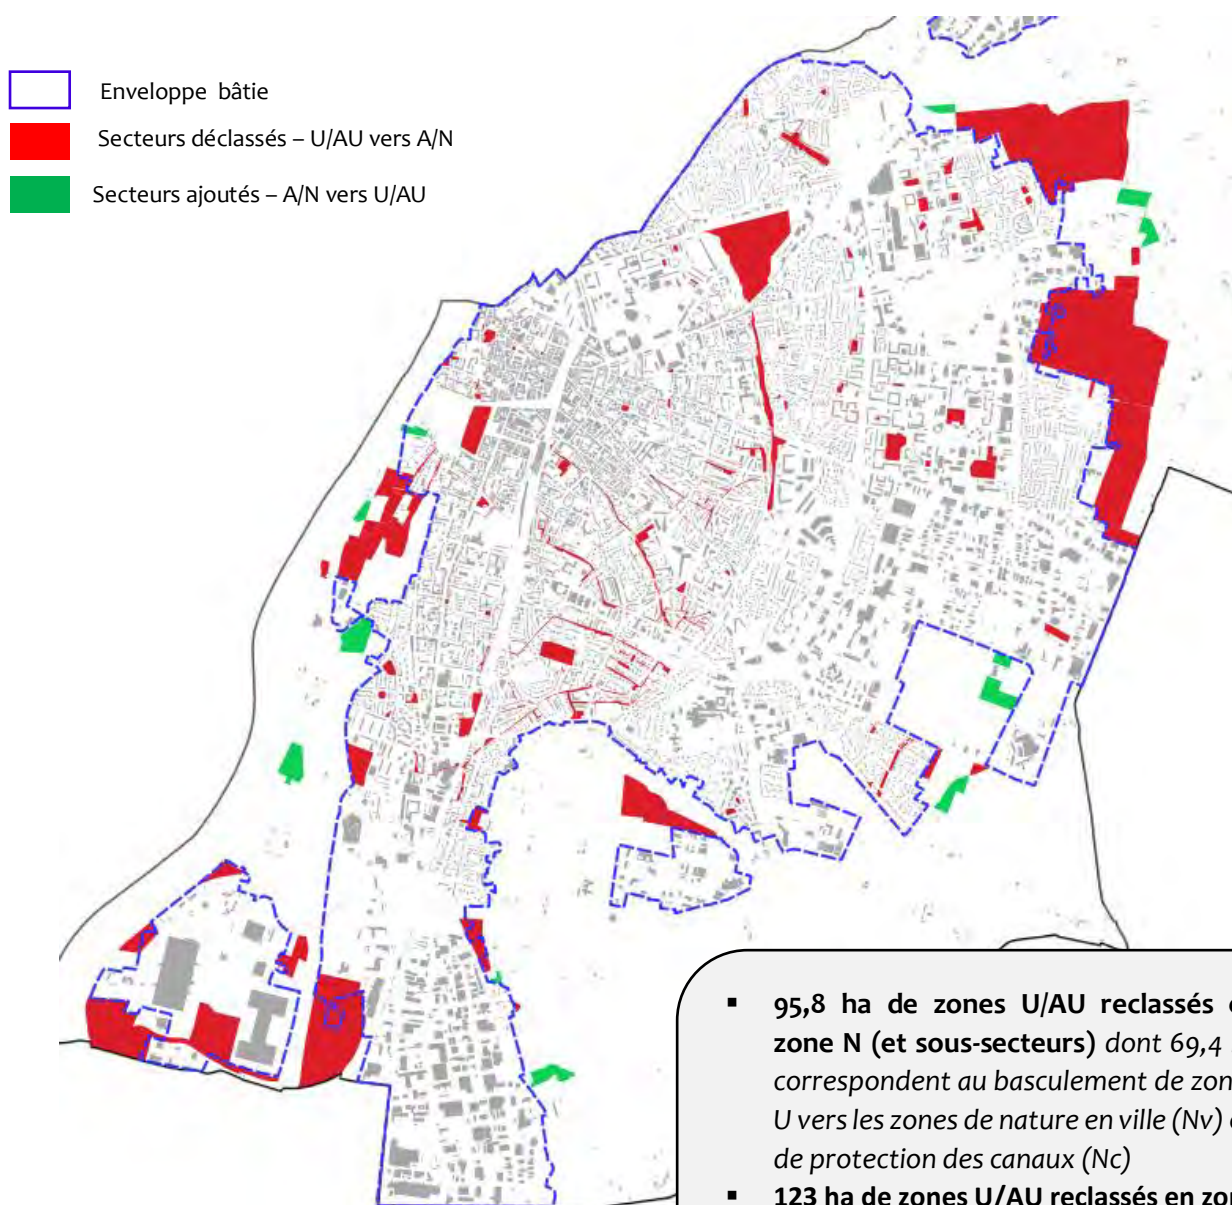 Enveloppe bâtie
Secteurs déclassés – U/AU vers A/N
Secteurs ajoutés – A/N vers U/AU
▪ 95,8 ha de zones U/AU reclassés
zone N (et sous-secteurs) dont 69,4
correspondent au basculement de
U vers les zones de nature en ville (Nv)
de protection des canaux (Nc)
▪ 123 ha de zones U/AU reclassés en